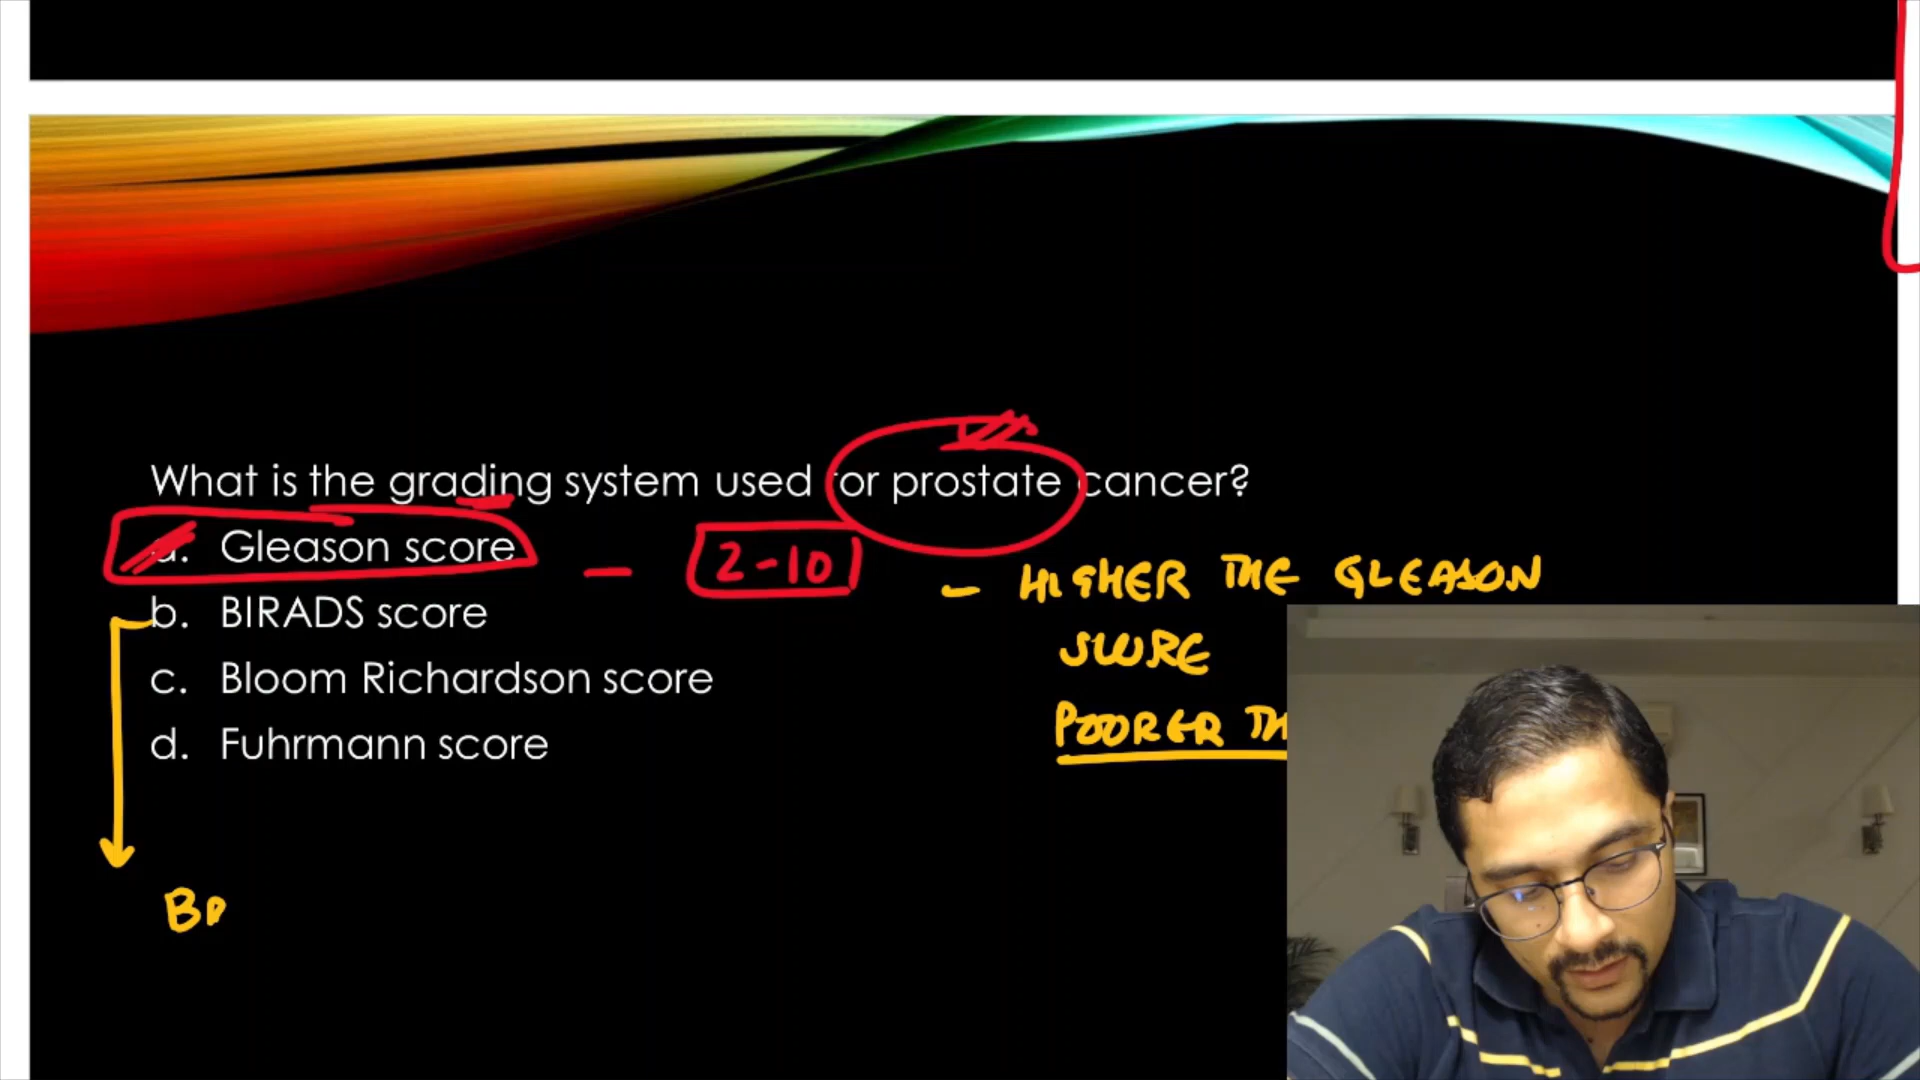 What is the grading system used for prostate cancer?
a. Gleason score – 2-10
b. BIRADS score
c. Bloom Richardson score
d. Fuhrmann score
– HIGHER THE GLEASON
SCORE
POORER